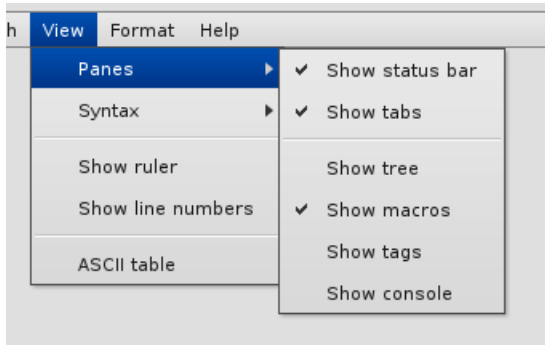 h View Format Help
Panes
Syntax
Show ruler
Show line numbers
ASCII table
Show status bar
Show tabs
Show tree
Show macros
Show tags
Show console